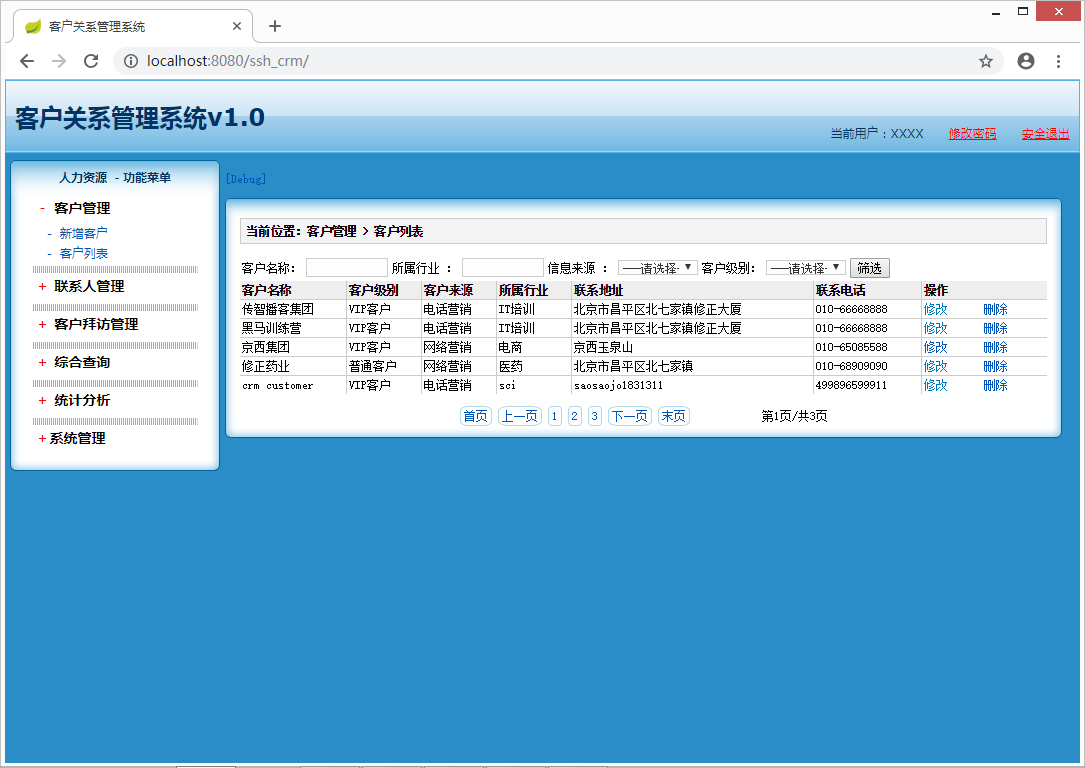 客户关系管理系统
localhost:8080/ssh_crm/
客户关系管理系统v1.0
当前用户：XXXX 修改密码 安全退出
人力资源 - 功能菜单
- 客户管理
- 新增客户
- 客户列表
+ 联系人管理
+ 客户拜访管理
+ 综合查询
+ 统计分析
+ 系统管理
[Debug]
当前位置：客户管理 > 客户列表
客户名称： 所属行业 ： 信息来源 ： ——请选择- 客户级别： ——请选择- 筛选
客户名称 客户级别 客户来源 所属行业 联系地址 联系电话 操作
传智播客集团 VIP客户 电话营销 IT培训 北京市昌平区北七家镇修正大厦 010-66668888 修改 删除
黑马训练营 VIP客户 电话营销 IT培训 北京市昌平区北七家镇修正大厦 010-66668888 修改 删除
京西集团 VIP客户 网络营销 电商 京西玉泉山 010-65085588 修改 删除
修正药业 普通客户 网络营销 医药 北京市昌平区北七家镇 010-68909090 修改 删除
crm customer VIP客户 电话营销 sci saosaojo1831311 499896599911 修改 删除
首页 上一页 1 2 3 下一页 末页 第1页/共3页